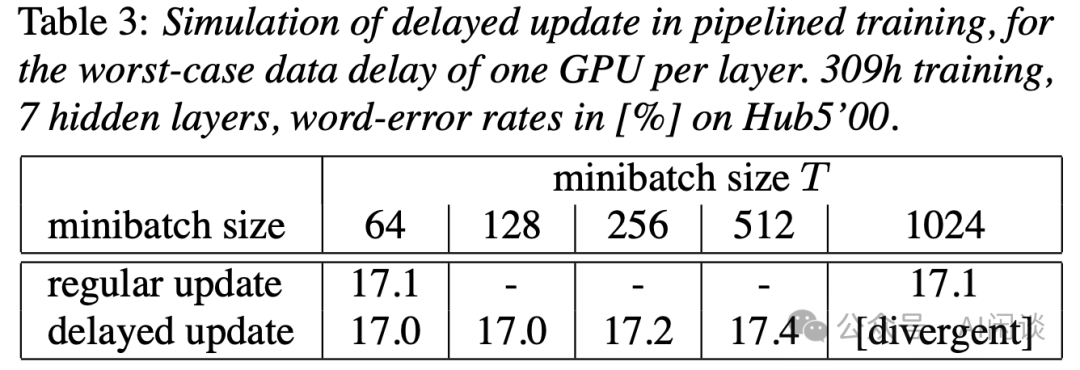 Table 3: Simulation of delayed update in pipelined training, for
the worst-case data delay of one GPU per layer. 309h training,
7 hidden layers, word-error rates in [%] on Hub5'00.
minibatch size T
minibatch size 64 128 256 512 1024
regular update 17.1 - - - 17.1
delayed update 17.0 17.0 17.2 17.4 [divergent]
公众号 AI闲谈